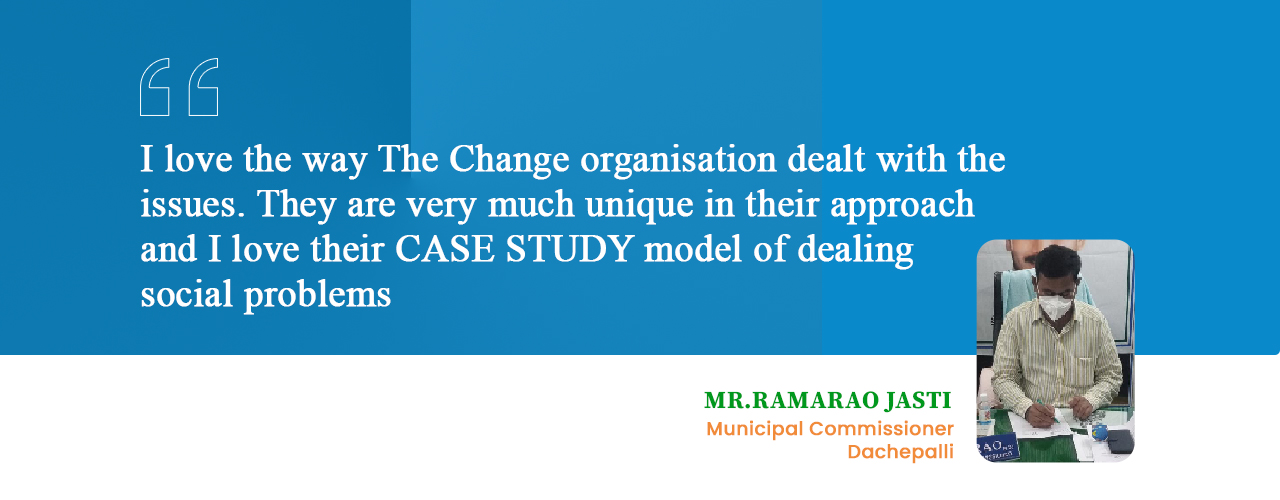 I love the way The Change organisation dealt with the
issues. They are very much unique in their approach
and I love their CASE STUDY model of dealing
social problems
MR.RAMARAO JASTI
Municipal Commissioner
Dachepalli